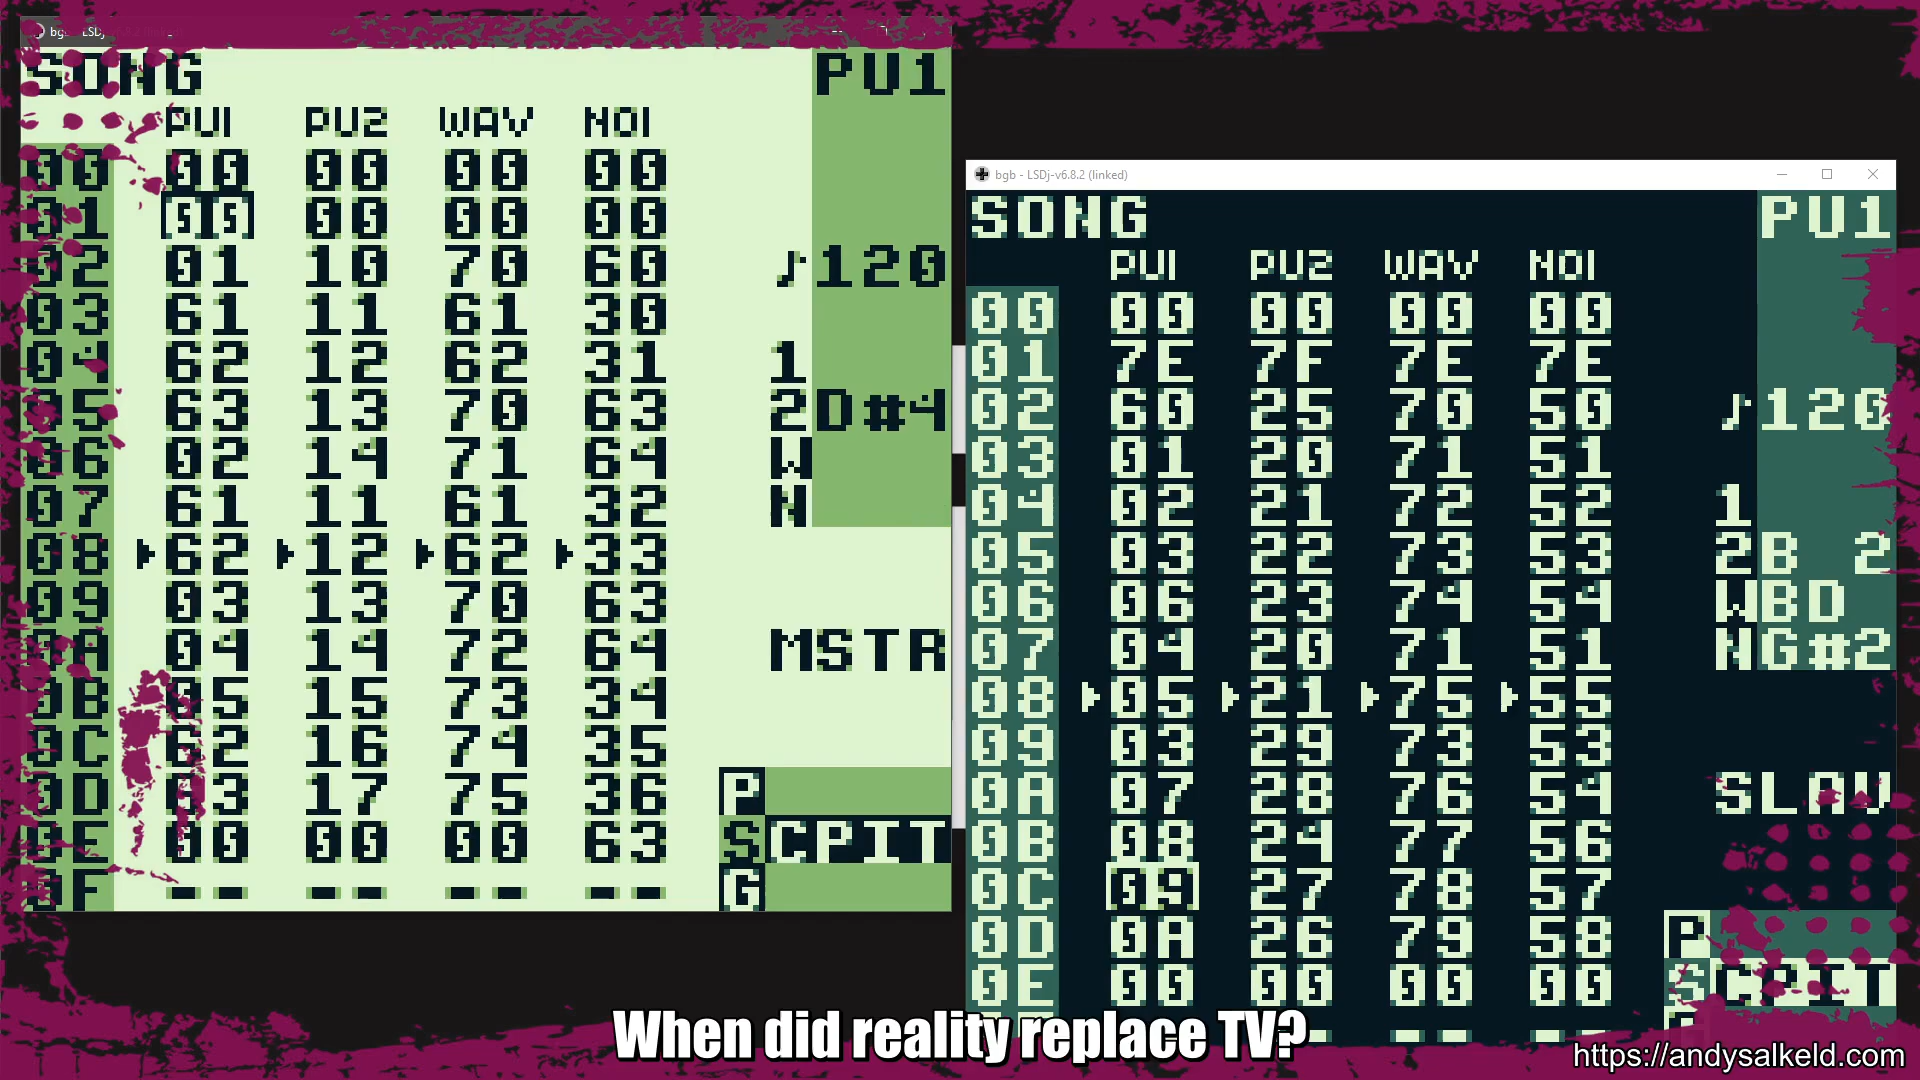 SONG PU1
PU1 PU2 WAV NOI
00 00 00 00 00
01 [00] 00 00 00
02 01 10 70 60 ♪120
03 61 11 61 30
04 62 12 62 31 1
05 63 13 70 63 2D#4
06 02 14 71 64 W
07 61 11 61 32 N
08 62 12 62 33
09 03 13 70 63
0A 04 14 72 64 MSTR
0B 05 15 73 34
0C 62 16 74 35
0D 63 17 75 36 P
0E 00 00 00 63 SCPIT
0F -- -- -- -- G
bgb - LSDj-v6.8.2 (linked)
SONG PU1
PU1 PU2 WAV NOI
00 00 00 00 00
01 7E 7F 7E 7E
02 60 25 70 50 ♪120
03 01 20 71 51
04 02 21 72 52 1
05 03 22 73 53 2B 2
06 06 23 74 54 WBD
07 04 20 71 51 NG#2
08 05 21 75 55
09 03 29 73 53
0A 07 28 76 54 SLAV
0B 08 24 77 56
0C [09] 27 78 57
0D 0A 26 79 58 P
0E 00 00 00 00 SCPIT
When did reality replace TV?
https://andysalkeld.com